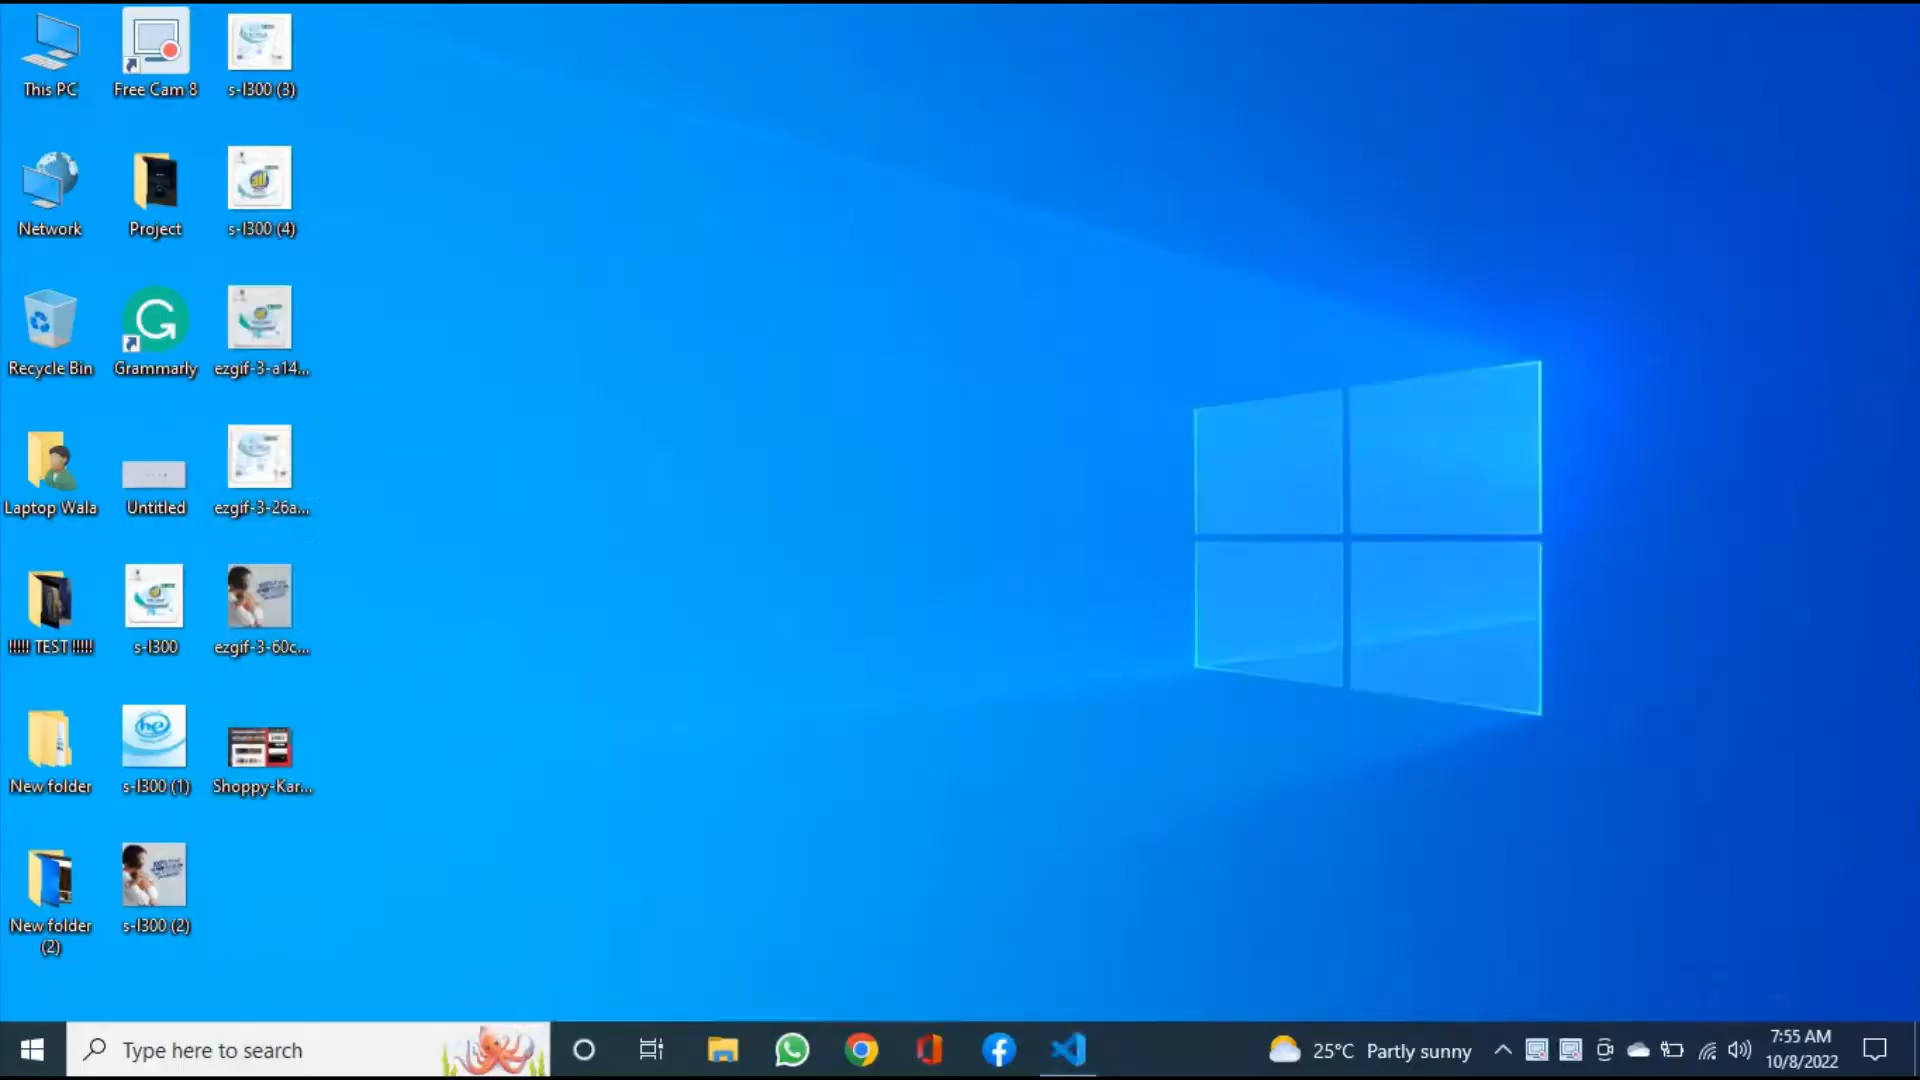 This PC
Free Cam 8
s-l300 (3)
Network
Project
s-l300 (4)
Recycle Bin
Grammarly
ezgif-3-a14...
Laptop Wala
Untitled
ezgif-3-26a...
!!!!! TEST !!!!!
s-l300
ezgif-3-60c...
New folder
s-l300 (1)
Shoppy-Kar...
New folder
(2)
s-l300 (2)
Type here to search
25°C Partly sunny
7:55 AM
10/8/2022